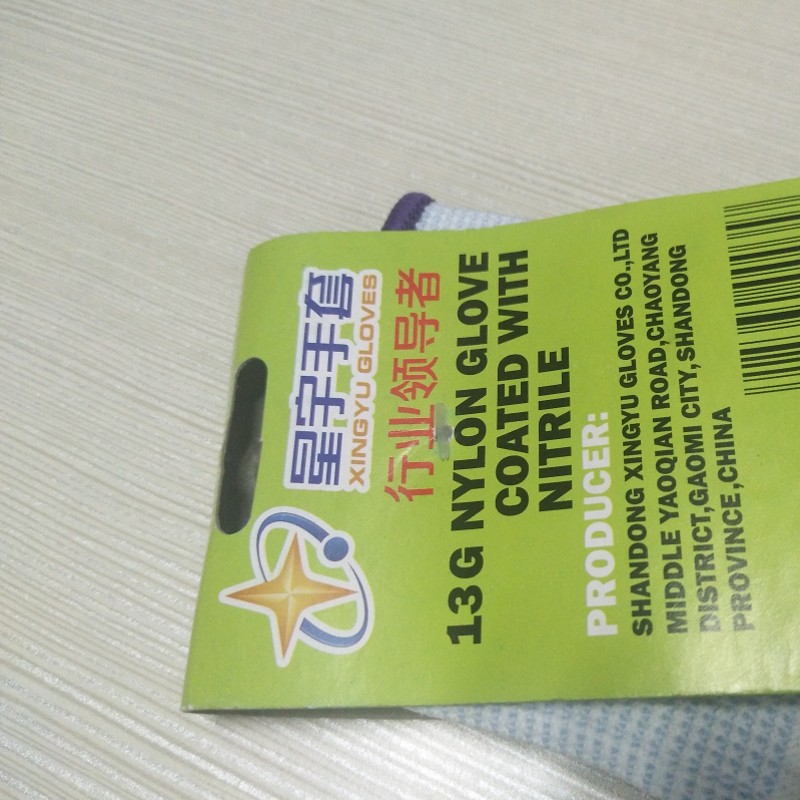 星宇手套
XINGYU GLOVES
行业领导者
13G NYLON GLOVE
COATED WITH
NITRILE
PRODUCER:
SHANDONG XINGYU GLOVES CO.,LTD
MIDDLE YAOQIAN ROAD,CHAOYANG
DISTRICT,GAOMI CITY,SHANDONG
PROVINCE,CHINA